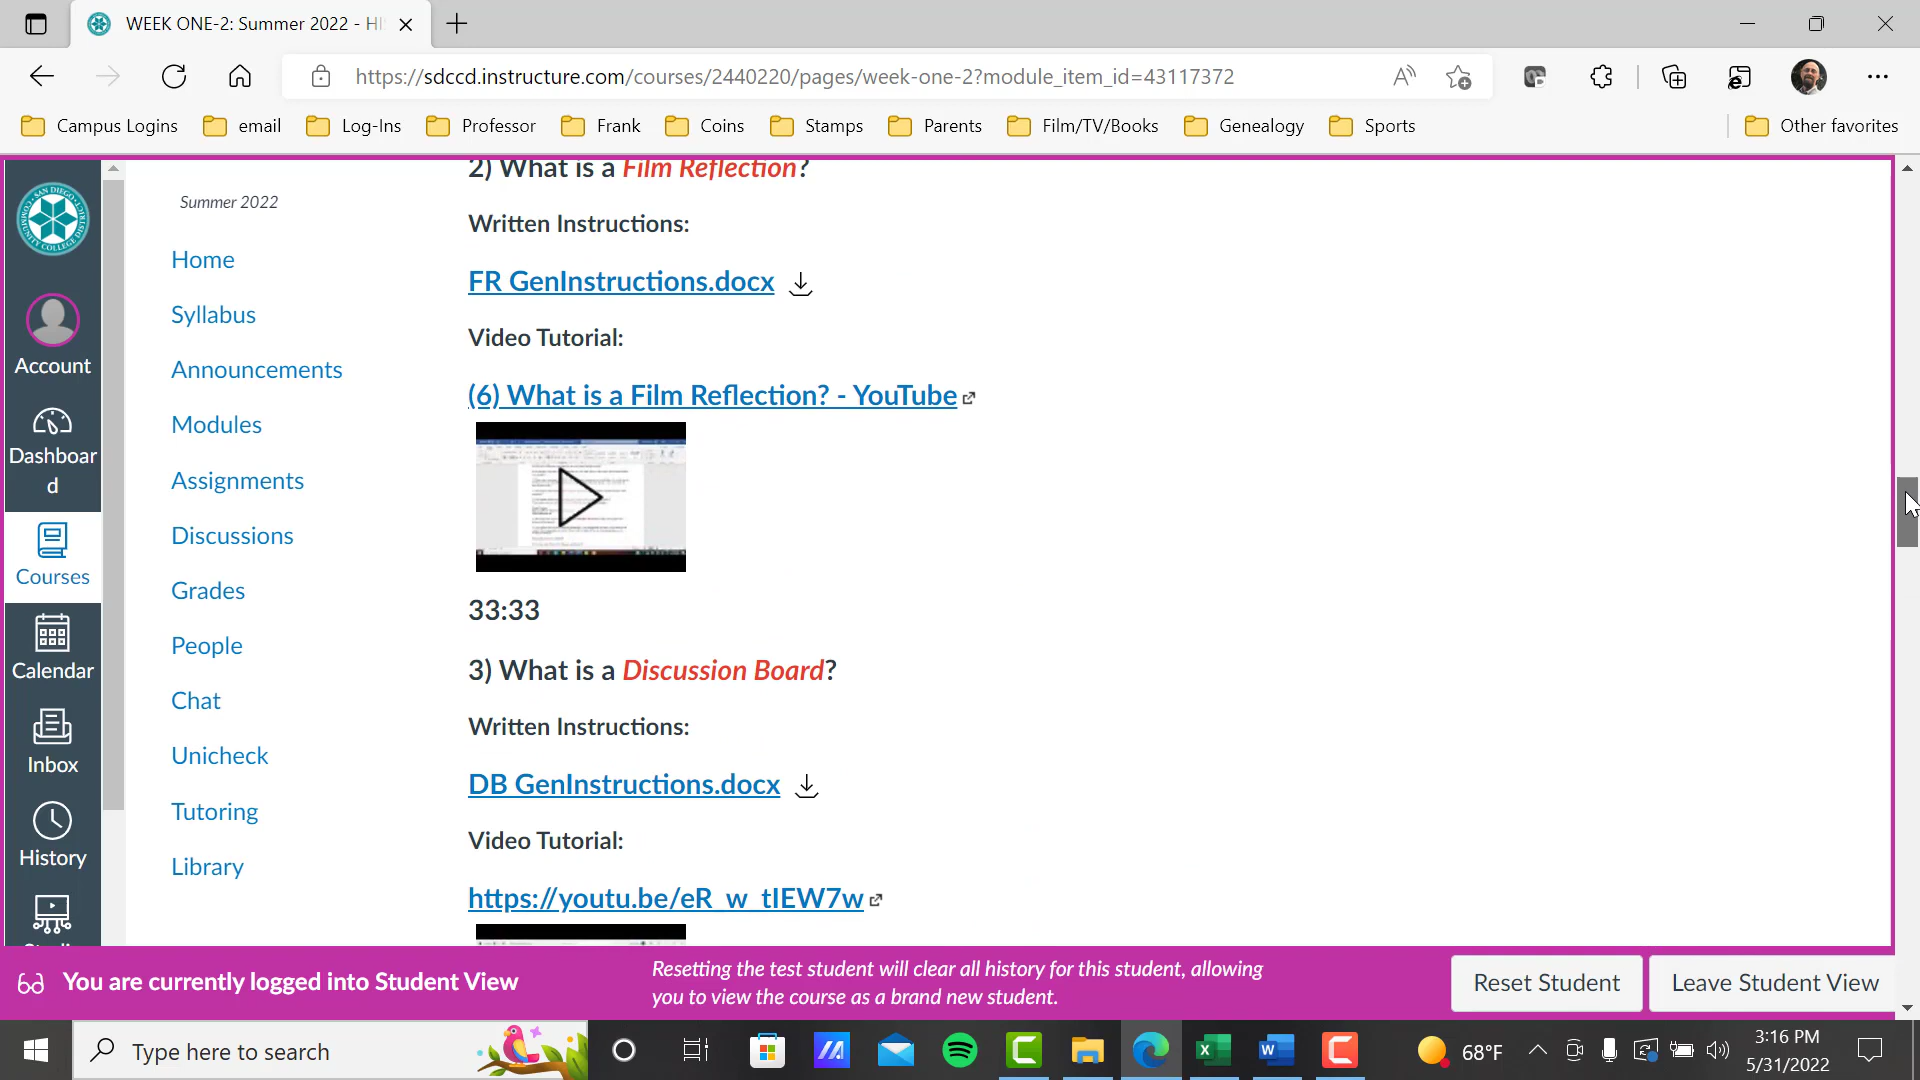 WEEK ONE-2: Summer 2022 - HI
https://sdccd.instructure.com/courses/2440220/pages/week-one-2?module_item_id=43117372
Campus Logins
email
Log-Ins
Professor
Frank
Coins
Stamps
Parents
Film/TV/Books
Genealogy
Sports
Other favorites
SAN DIEGO
COMMUNITY COLLEGE DISTRICT
Account
Dashboar
d
Courses
Calendar
Inbox
History
Summer 2022
Home
Syllabus
Announcements
Modules
Assignments
Discussions
Grades
People
Chat
Unicheck
Tutoring
Library
2) What is a Film Reflection?
Written Instructions:
FR GenInstructions.docx
Video Tutorial:
(6) What is a Film Reflection? - YouTube
33:33
3) What is a Discussion Board?
Written Instructions:
DB GenInstructions.docx
Video Tutorial:
https://youtu.be/eR_w_tIEW7w
You are currently logged into Student View
Resetting the test student will clear all history for this student, allowing
you to view the course as a brand new student.
Reset Student
Leave Student View
Type here to search
68°F
3:16 PM
5/31/2022